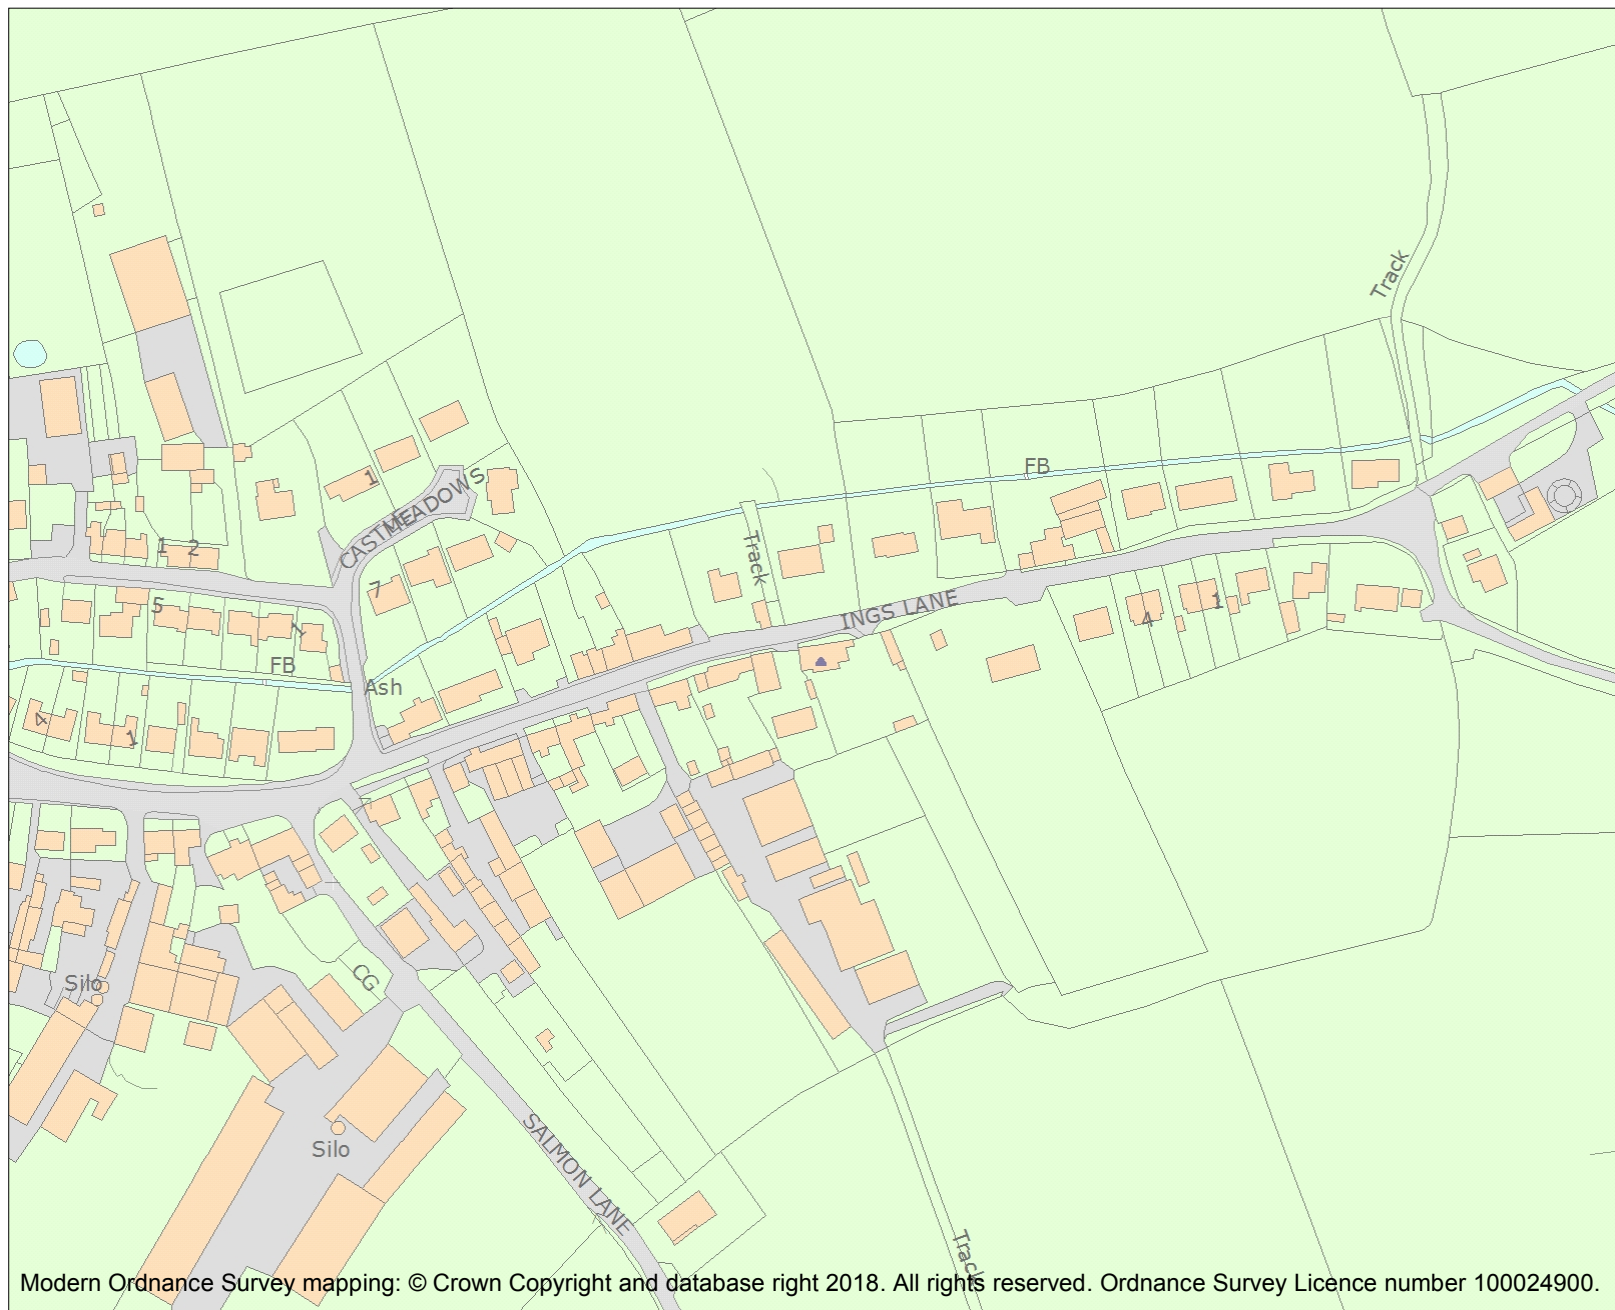 Track
FB
1
CASTMEADOWS
Track
1
2
7
5
INGS LANE
1
4
1
FB
Ash
4
1
CG
Silo
Silo
SALMON LANE
Track
Modern Ordnance Survey mapping: © Crown Copyright and database right 2018. All rights reserved. Ordnance Survey Licence number 100024900.